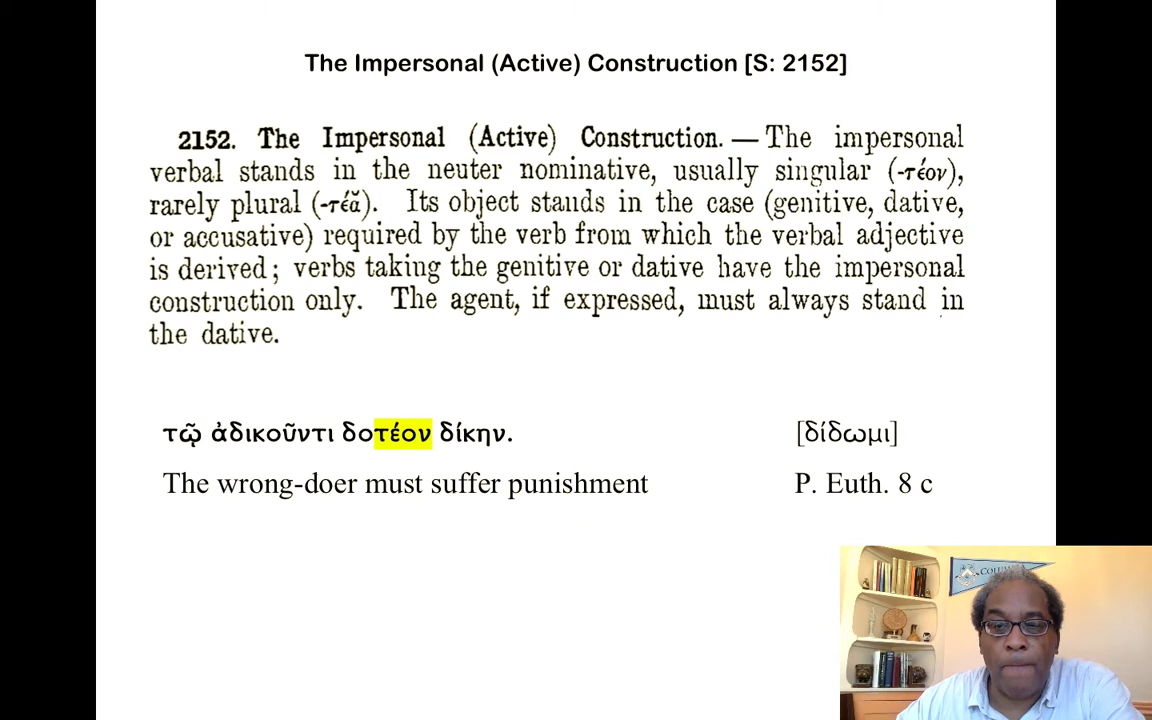 The Impersonal (Active) Construction [S: 2152]
2152. The Impersonal (Active) Construction. — The impersonal
verbal stands in the neuter nominative, usually singular (-τέον),
rarely plural (-τέᾰ). Its object stands in the case (genitive, dative,
or accusative) required by the verb from which the verbal adjective
is derived; verbs taking the genitive or dative have the impersonal
construction only. The agent, if expressed, must always stand in
the dative.
τῷ ἀδικοῦντι δοτέον δίκην. [δίδωμι]
The wrong-doer must suffer punishment P. Euth. 8 c